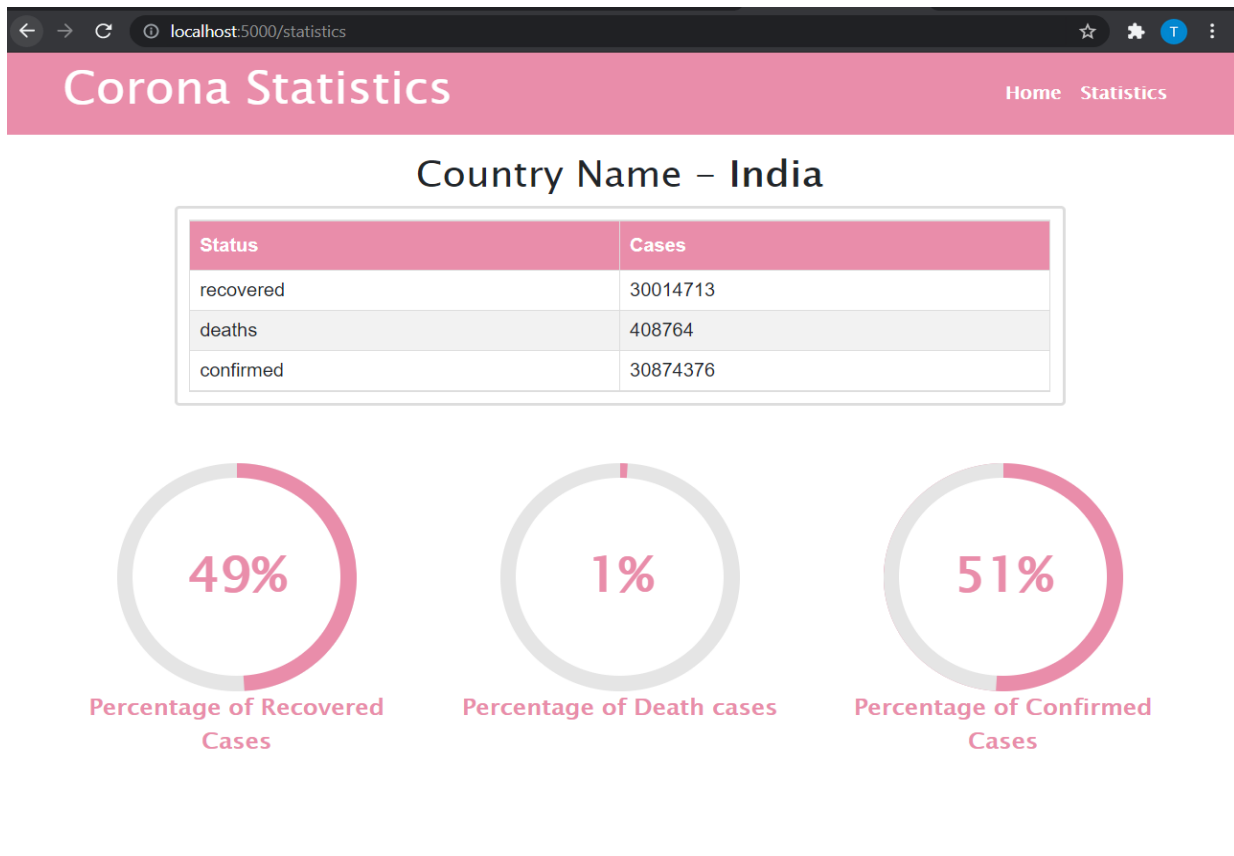 localhost:5000/statistics
T
Corona Statistics
Home Statistics
Country Name – India
Status Cases
recovered 30014713
deaths 408764
confirmed 30874376
49% 1% 51%
Percentage of Recovered Cases
Percentage of Death cases
Percentage of Confirmed Cases